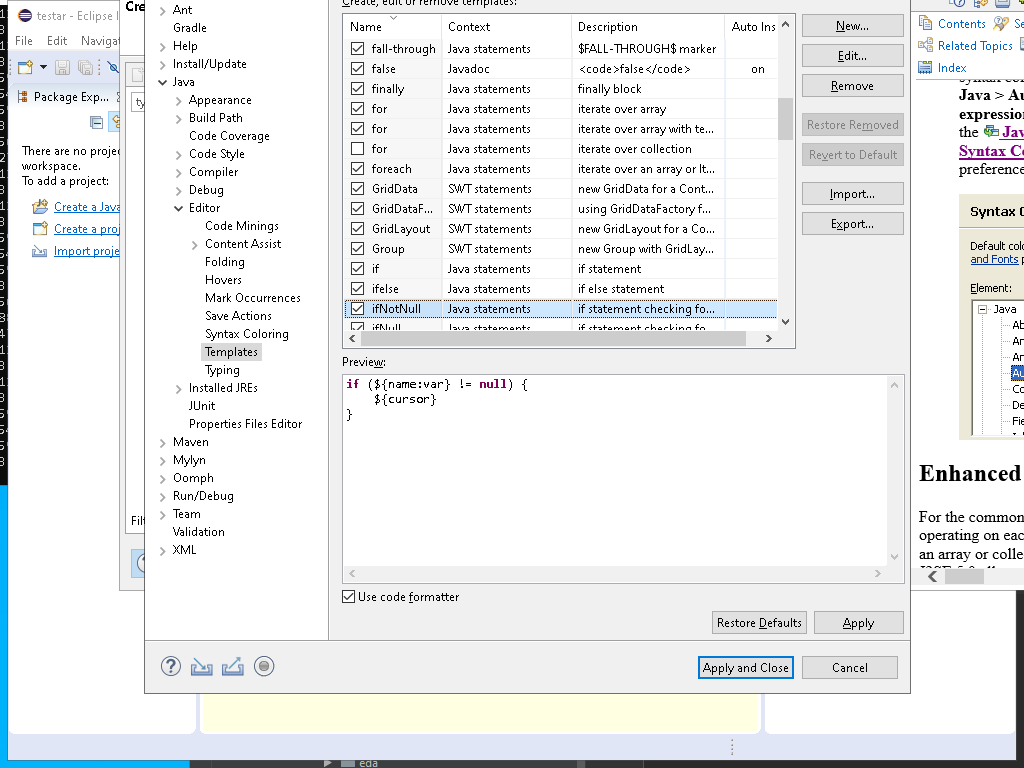 testar - Eclipse I
File Edit Navigat
Package Exp...
There are no proje
workspace.
To add a project:
Create a Java
Create a proj
Import proje
Cre
ty
Filt
Ant
Gradle
Help
Install/Update
Java
Appearance
Build Path
Code Coverage
Code Style
Compiler
Debug
Editor
Code Minings
Content Assist
Folding
Hovers
Mark Occurrences
Save Actions
Syntax Coloring
Templates
Typing
Installed JREs
JUnit
Properties Files Editor
Maven
Mylyn
Oomph
Run/Debug
Team
Validation
XML
Create, edit or remove templates:
Name Context Description Auto Ins
fall-through Java statements $FALL-THROUGH$ marker
false Javadoc <code>false</code> on
finally Java statements finally block
for Java statements iterate over array
for Java statements iterate over array with te...
for Java statements iterate over collection
foreach Java statements iterate over an array or It...
GridData SWT statements new GridData for a Cont...
GridDataF... SWT statements using GridDataFactory f...
GridLayout SWT statements new GridLayout for a Co...
Group SWT statements new Group with GridLay...
if Java statements if statement
ifelse Java statements if else statement
ifNotNull Java statements if statement checking fo...
ifNull Java statements if statement checking fo...
New...
Edit...
Remove
Restore Removed
Revert to Default
Import...
Export...
Preview:
if (${name:var} != null) {
${cursor}
}
Use code formatter
Restore Defaults Apply
Apply and Close Cancel
Contents Se
Related Topics
Index
Java > Au
expression
the Jav
Syntax Co
preference
Syntax C
Default colo
and Fonts p
Element:
Java
Ab
An
An
Au
Co
De
Fie
Enhanced
For the common
operating on eac
an array or colle
eda